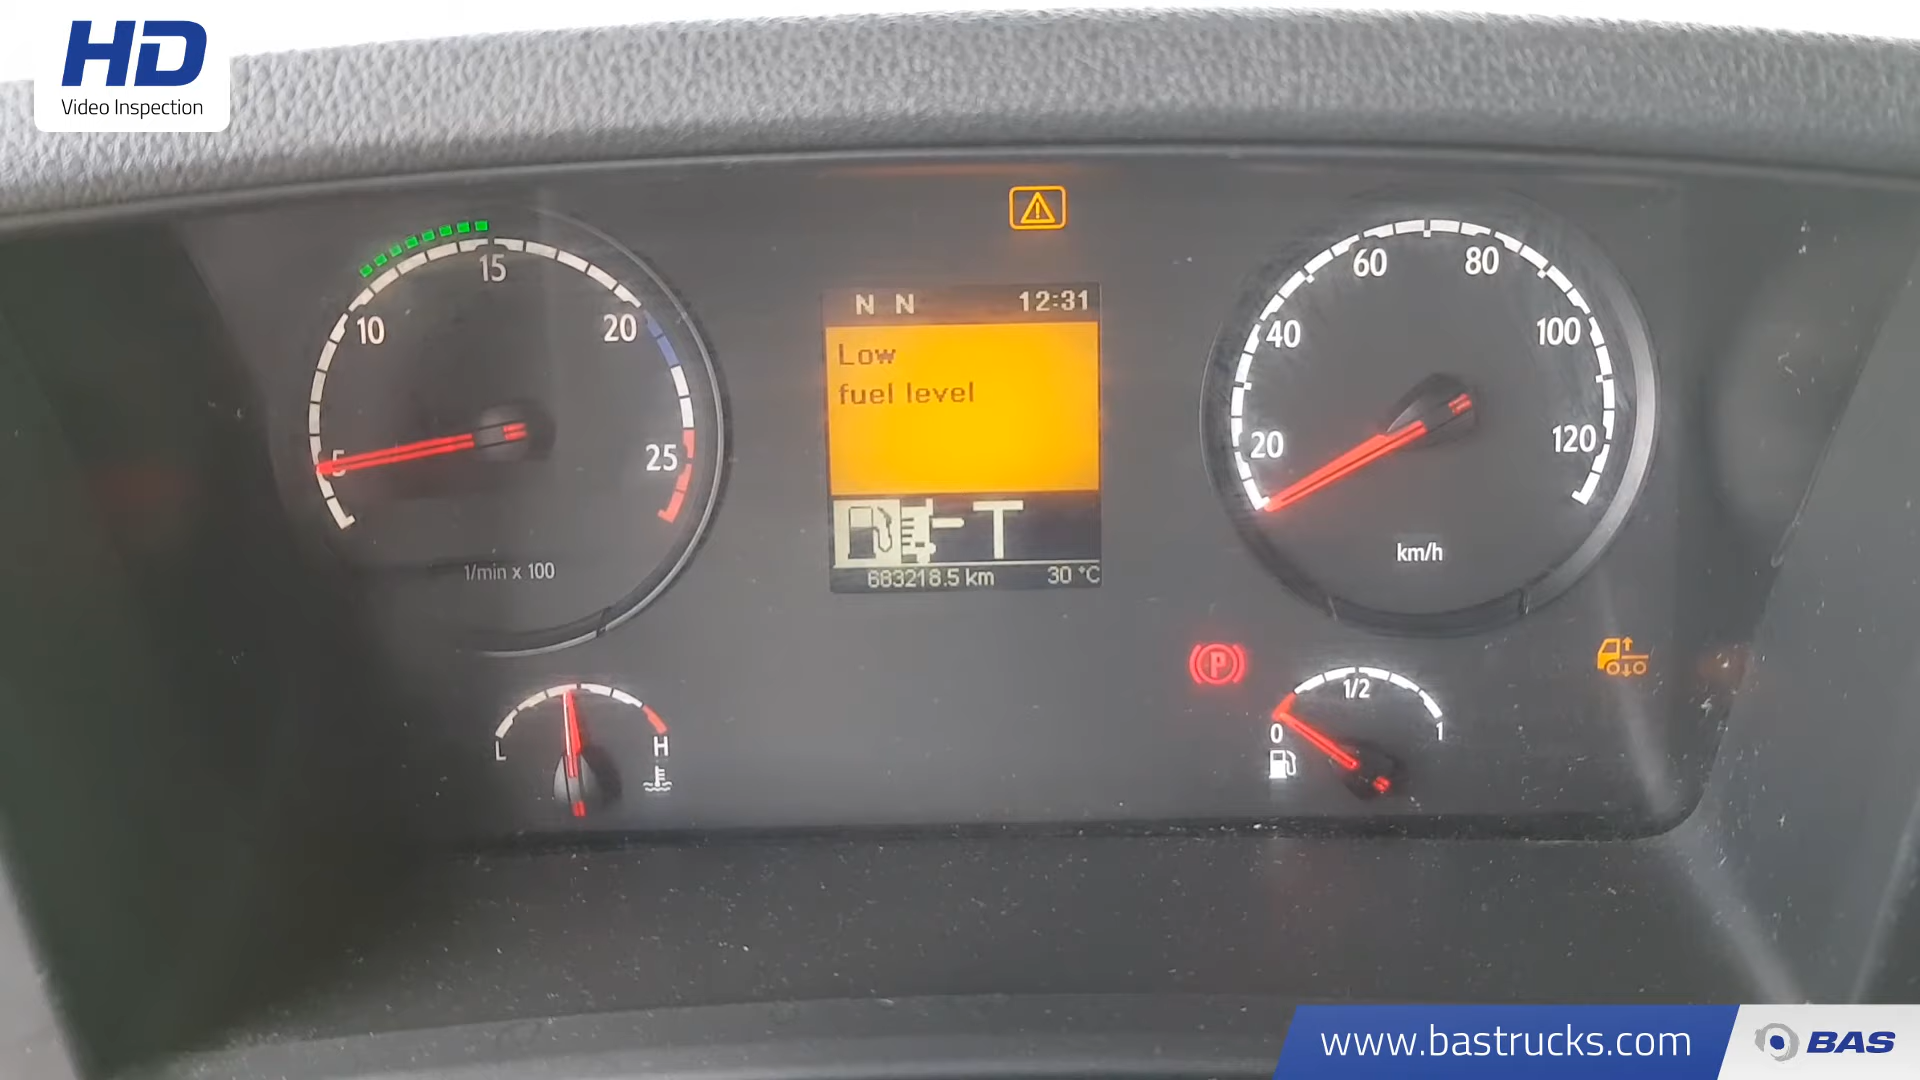 HD
Video Inspection
N N 12:31
Low
fuel level
T
683218.5 km 30 °C
5
10
15
20
25
1/min x 100
20
40
60
80
100
120
km/h
L
H
P
0
1/2
1
www.bastrucks.com
BAS